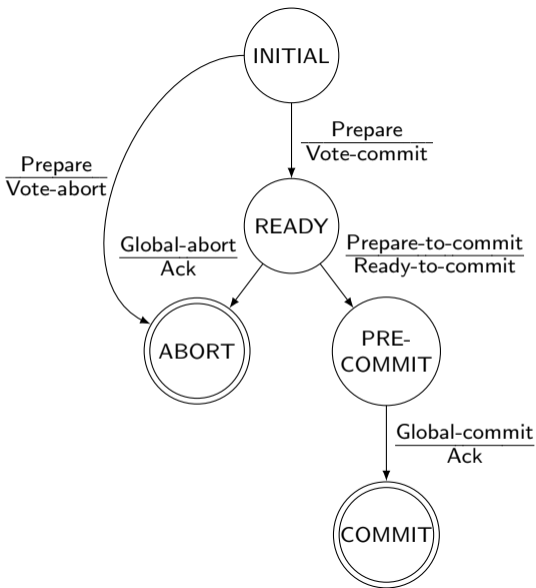 INITIAL
Prepare
Vote-commit
Prepare
Vote-abort
READY
Global-abort
Ack
Prepare-to-commit
Ready-to-commit
ABORT
PRE-
COMMIT
Global-commit
Ack
COMMIT